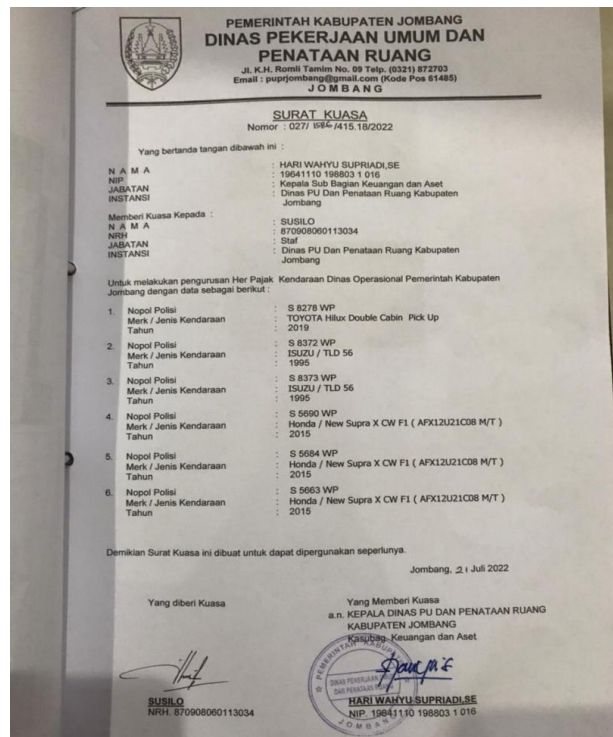 PEMERINTAH KABUPATEN JOMBANG
DINAS PEKERJAAN UMUM DAN
PENATAAN RUANG
Jl. K.H. Romli Tamim No. 09 Telp. (0321) 872703
Email : puprjombang@gmail.com (Kode Pos 61485)
J O M B A N G
SURAT KUASA
Nomor : 027/ 1586 /415.18/2022
Yang bertanda tangan dibawah ini :
N A M A : HARI WAHYU SUPRIADI,SE
NIP : 19641110 198803 1 016
JABATAN : Kepala Sub Bagian Keuangan dan Aset
INSTANSI : Dinas PU Dan Penataan Ruang Kabupaten
Jombang
Memberi Kuasa Kepada :
N A M A : SUSILO
NRH : 870908060113034
JABATAN : Staf
INSTANSI : Dinas PU Dan Penataan Ruang Kabupaten
Jombang
Untuk melakukan pengurusan Her Pajak Kendaraan Dinas Operasional Pemerintah Kabupaten
Jombang dengan data sebagai berikut :
1. Nopol Polisi : S 8278 WP
Merk / Jenis Kendaraan : TOYOTA Hilux Double Cabin Pick Up
Tahun : 2019
2. Nopol Polisi : S 8372 WP
Merk / Jenis Kendaraan : ISUZU / TLD 56
Tahun : 1995
3. Nopol Polisi : S 8373 WP
Merk / Jenis Kendaraan : ISUZU / TLD 56
Tahun : 1995
4. Nopol Polisi : S 5690 WP
Merk / Jenis Kendaraan : Honda / New Supra X CW F1 ( AFX12U21C08 M/T )
Tahun : 2015
5. Nopol Polisi : S 5684 WP
Merk / Jenis Kendaraan : Honda / New Supra X CW F1 ( AFX12U21C08 M/T )
Tahun : 2015
6. Nopol Polisi : S 5663 WP
Merk / Jenis Kendaraan : Honda / New Supra X CW F1 ( AFX12U21C08 M/T )
Tahun : 2015
Demikian Surat Kuasa ini dibuat untuk dapat dipergunakan seperlunya.
Jombang, 21 Juli 2022
Yang diberi Kuasa
Yang Memberi Kuasa
a.n. KEPALA DINAS PU DAN PENATAAN RUANG
KABUPATEN JOMBANG
Kasubag. Keuangan dan Aset
PEMERINTAH KABUPATEN
DINAS PEKERJAAN UMUM
DAN PENATAAN RUANG
JOMBANG
SUSILO
NRH. 870908060113034
HARI WAHYU SUPRIADI,SE
NIP. 19641110 198803 1 016